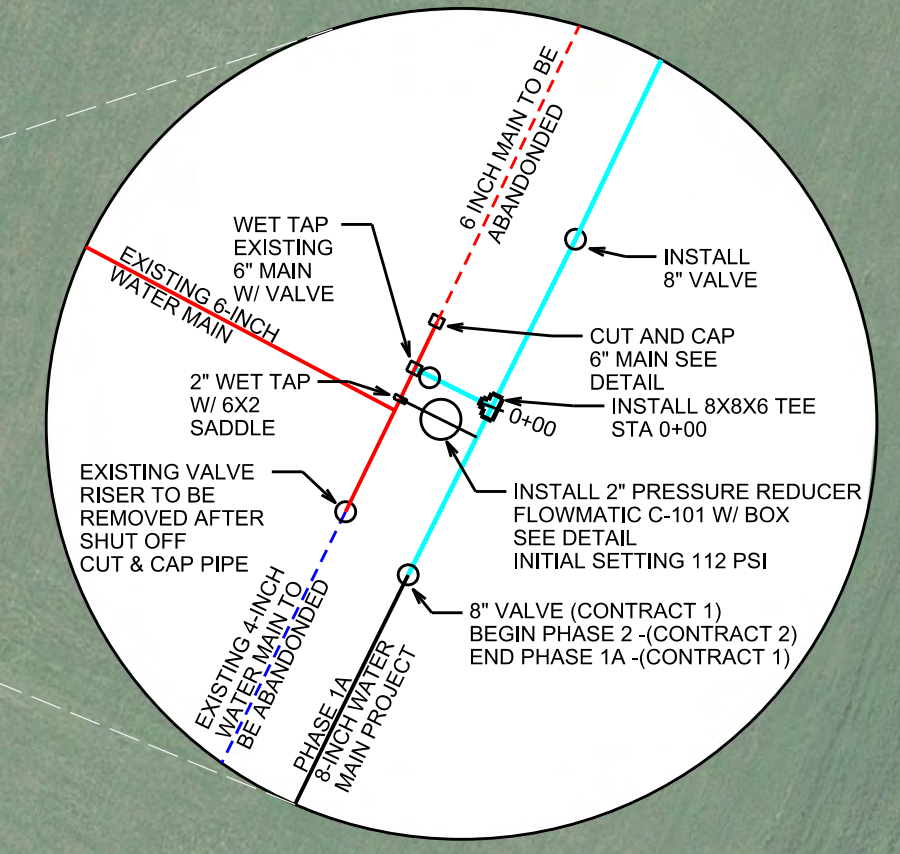 6 INCH MAIN TO BE
ABANDONDED
WET TAP
EXISTING
6" MAIN
W/ VALVE
INSTALL
8" VALVE
EXISTING 6-INCH
WATER MAIN
CUT AND CAP
6" MAIN SEE
DETAIL
2" WET TAP
W/ 6X2
SADDLE
0+00
INSTALL 8X8X6 TEE
STA 0+00
EXISTING VALVE
RISER TO BE
REMOVED AFTER
SHUT OFF
CUT & CAP PIPE
INSTALL 2" PRESSURE REDUCER
FLOWMATIC C-101 W/ BOX
SEE DETAIL
INITIAL SETTING 112 PSI
8" VALVE (CONTRACT 1)
BEGIN PHASE 2 -(CONTRACT 2)
END PHASE 1A -(CONTRACT 1)
EXISTING 4-INCH
WATER MAIN TO
BE ABANDONDED
PHASE 1A
8-INCH WATER
MAIN PROJECT